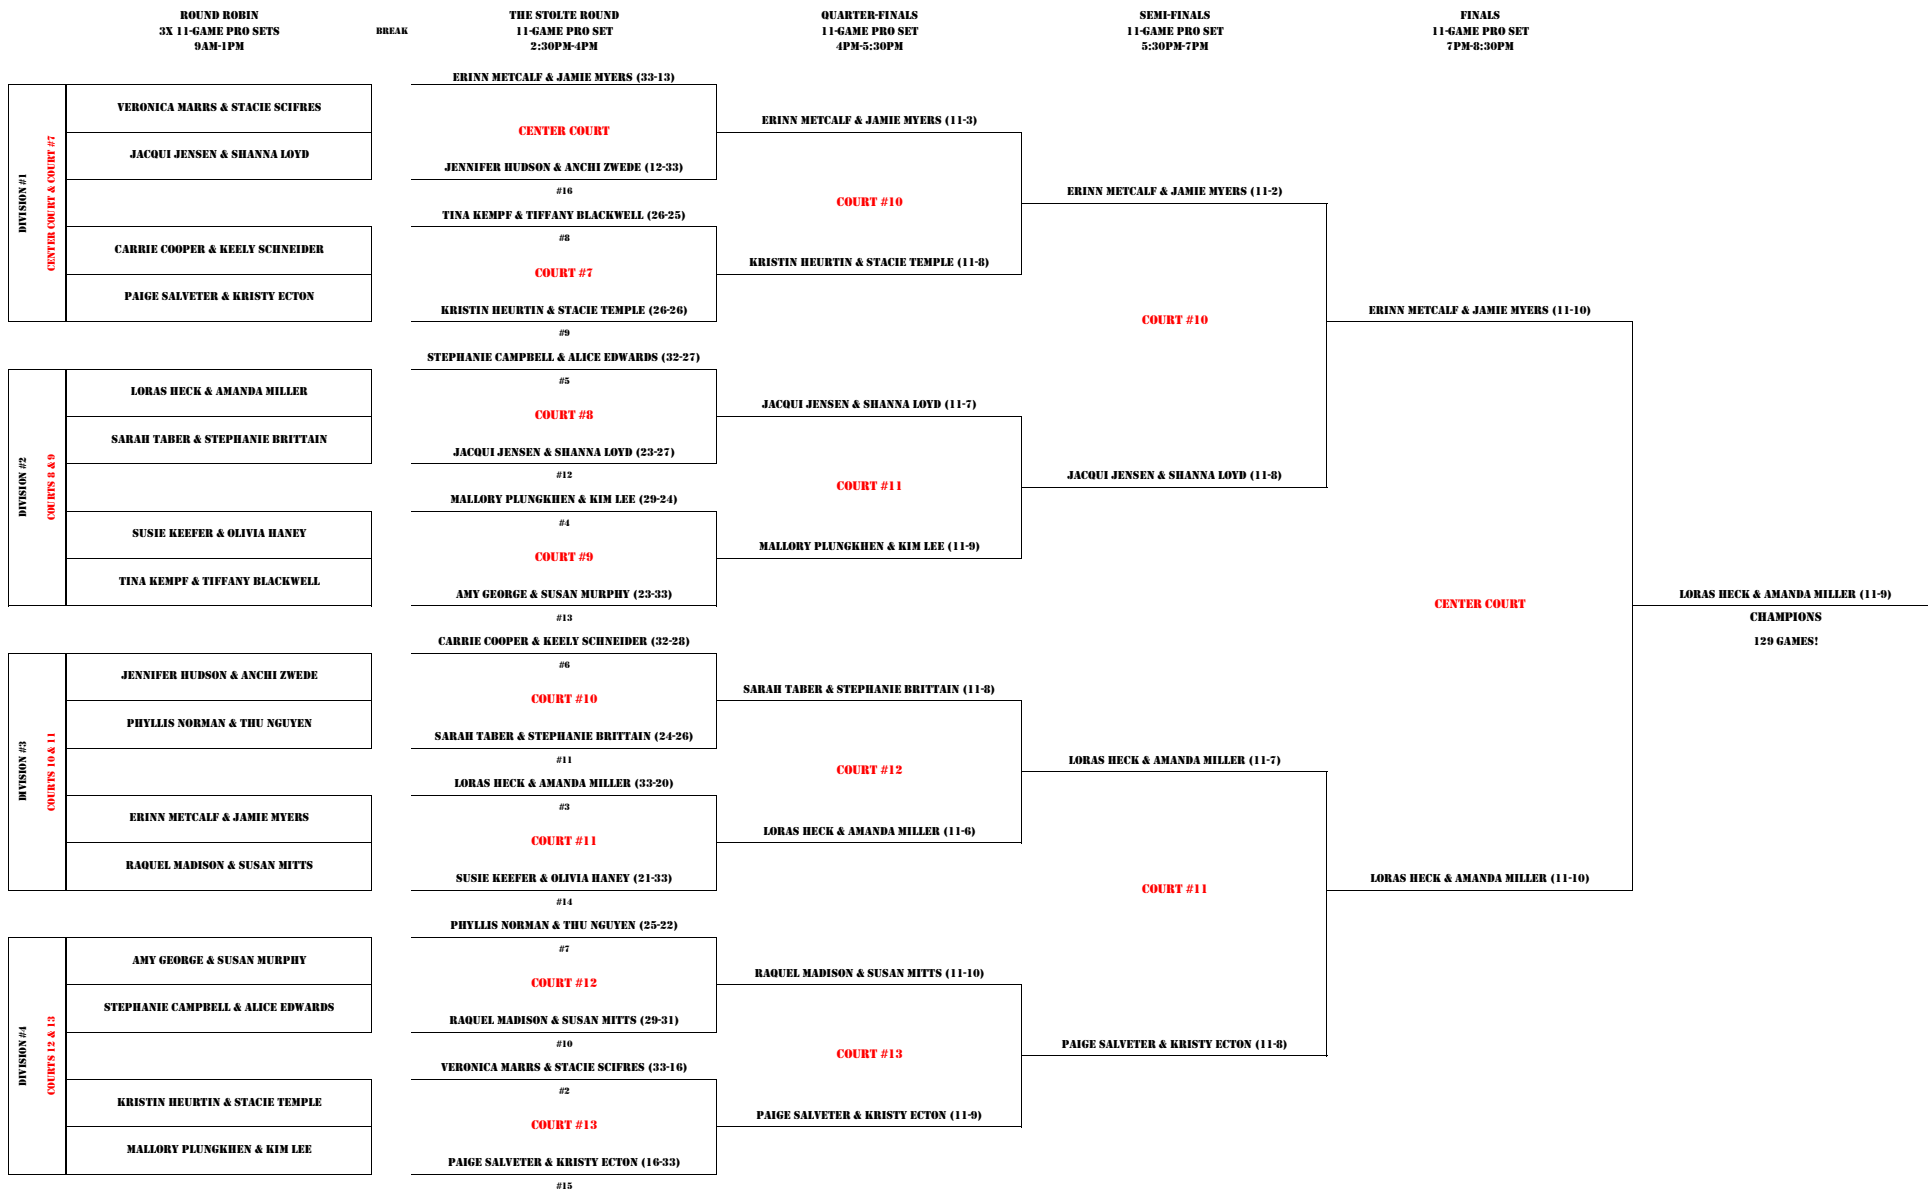 ROUND ROBIN
3X 11-GAME PRO SETS
9AM-1PM
BREAK
THE STOLTE ROUND
11-GAME PRO SET
2:30PM-4PM
QUARTER-FINALS
11-GAME PRO SET
4PM-5:30PM
SEMI-FINALS
11-GAME PRO SET
5:30PM-7PM
FINALS
11-GAME PRO SET
7PM-8:30PM
DIVISION #1
CENTER COURT & COURT #7
VERONICA MARRS & STACIE SCIFRES
JACQUI JENSEN & SHANNA LOYD
CARRIE COOPER & KEELY SCHNEIDER
PAIGE SALVETER & KRISTY ECTON
DIVISION #2
COURTS 8 & 9
LORAS HECK & AMANDA MILLER
SARAH TABER & STEPHANIE BRITTAIN
SUSIE KEEFER & OLIVIA HANEY
TINA KEMPF & TIFFANY BLACKWELL
DIVISION #3
COURTS 10 & 11
JENNIFER HUDSON & ANCHI ZWEDE
PHYLLIS NORMAN & THU NGUYEN
ERINN METCALF & JAMIE MYERS
RAQUEL MADISON & SUSAN MITTS
DIVISION #4
COURTS 12 & 13
AMY GEORGE & SUSAN MURPHY
STEPHANIE CAMPBELL & ALICE EDWARDS
KRISTIN HEURTIN & STACIE TEMPLE
MALLORY PLUNGKHEN & KIM LEE
ERINN METCALF & JAMIE MYERS (33-13)
CENTER COURT
JENNIFER HUDSON & ANCHI ZWEDE (12-33)
#16
TINA KEMPF & TIFFANY BLACKWELL (26-25)
#8
COURT #7
KRISTIN HEURTIN & STACIE TEMPLE (26-26)
#9
STEPHANIE CAMPBELL & ALICE EDWARDS (32-27)
#5
COURT #8
JACQUI JENSEN & SHANNA LOYD (23-27)
#12
MALLORY PLUNGKHEN & KIM LEE (29-24)
#4
COURT #9
AMY GEORGE & SUSAN MURPHY (23-33)
#13
CARRIE COOPER & KEELY SCHNEIDER (32-28)
#6
COURT #10
SARAH TABER & STEPHANIE BRITTAIN (24-26)
#11
LORAS HECK & AMANDA MILLER (33-20)
#3
COURT #11
SUSIE KEEFER & OLIVIA HANEY (21-33)
#14
PHYLLIS NORMAN & THU NGUYEN (25-22)
#7
COURT #12
RAQUEL MADISON & SUSAN MITTS (29-31)
#10
VERONICA MARRS & STACIE SCIFRES (33-16)
#2
COURT #13
PAIGE SALVETER & KRISTY ECTON (16-33)
#15
ERINN METCALF & JAMIE MYERS (11-3)
COURT #10
KRISTIN HEURTIN & STACIE TEMPLE (11-8)
JACQUI JENSEN & SHANNA LOYD (11-7)
COURT #11
MALLORY PLUNGKHEN & KIM LEE (11-9)
SARAH TABER & STEPHANIE BRITTAIN (11-8)
COURT #12
LORAS HECK & AMANDA MILLER (11-6)
RAQUEL MADISON & SUSAN MITTS (11-10)
COURT #13
PAIGE SALVETER & KRISTY ECTON (11-9)
ERINN METCALF & JAMIE MYERS (11-2)
COURT #10
JACQUI JENSEN & SHANNA LOYD (11-8)
LORAS HECK & AMANDA MILLER (11-7)
COURT #11
PAIGE SALVETER & KRISTY ECTON (11-8)
ERINN METCALF & JAMIE MYERS (11-10)
CENTER COURT
LORAS HECK & AMANDA MILLER (11-10)
LORAS HECK & AMANDA MILLER (11-9)
CHAMPIONS
129 GAMES!